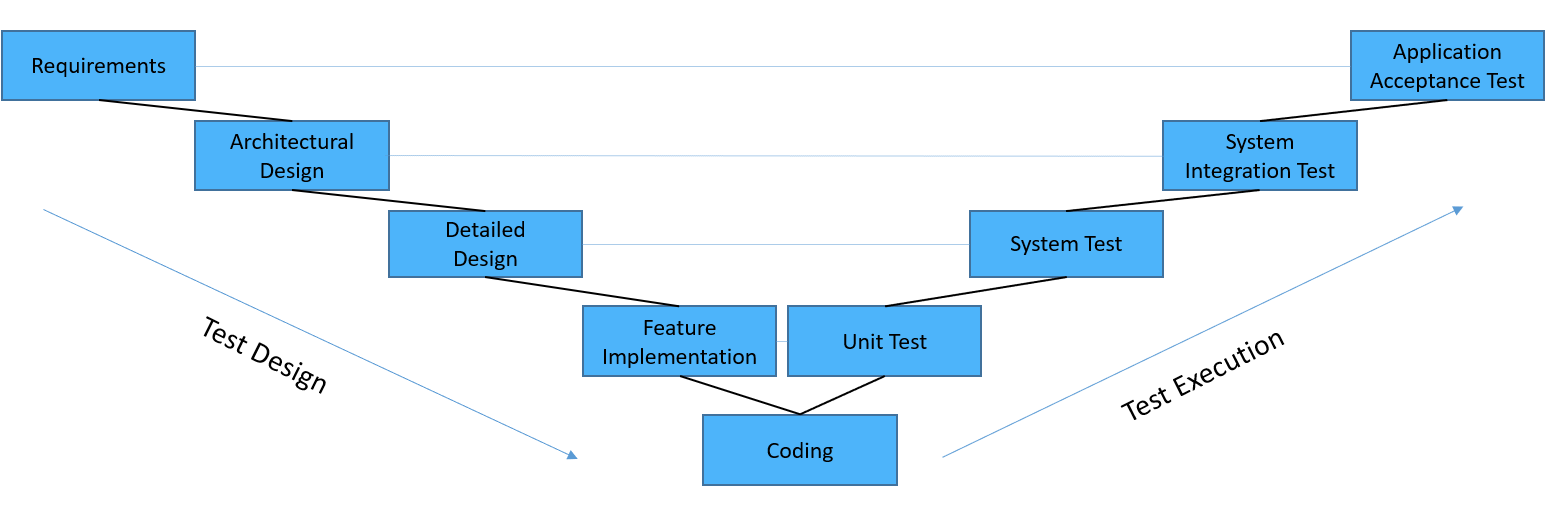 Requirements
Application
Acceptance Test
Architectural
Design
System
Integration Test
Detailed
Design
System Test
Feature
Implementation
Unit Test
Test Design
Test Execution
Coding